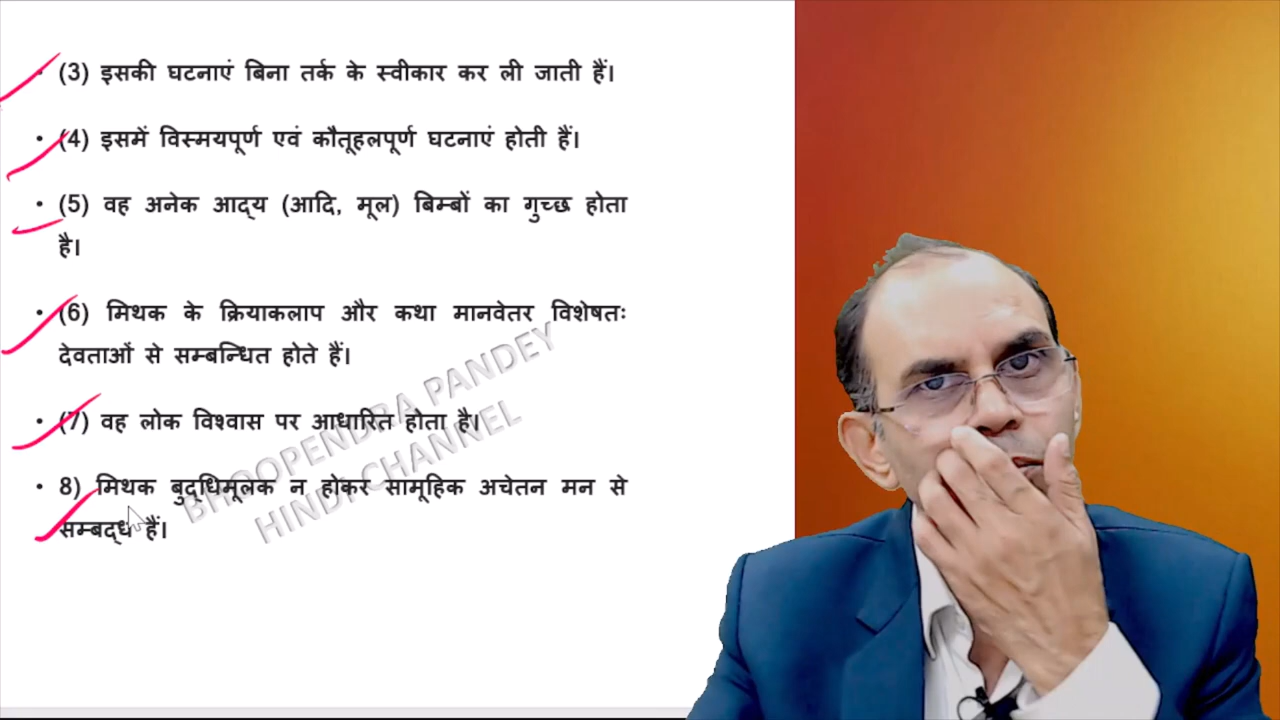 • (3) इसकी घटनाएं बिना तर्क के स्वीकार कर ली जाती हैं।
• (4) इसमें विस्मयपूर्ण एवं कौतूहलपूर्ण घटनाएं होती हैं।
• (5) वह अनेक आद्य (आदि, मूल) बिम्बों का गुच्छ होता
है।
• (6) मिथक के क्रियाकलाप और कथा मानवेतर विशेषतः
देवताओं से सम्बन्धित होते हैं।
• (7) वह लोक विश्वास पर आधारित होता है।
• 8) मिथक बुद्धिमूलक न होकर सामूहिक अचेतन मन से
सम्बद्ध हैं।
BHOOPENDRA PANDEY
HINDI CHANNEL